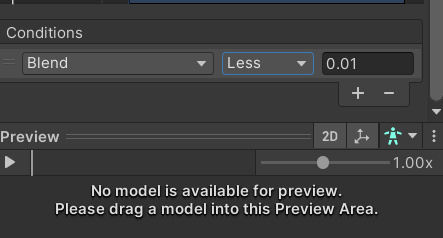 Conditions
Blend Less 0.01
+ −
Preview 2D
1.00x
No model is available for preview.
Please drag a model into this Preview Area.